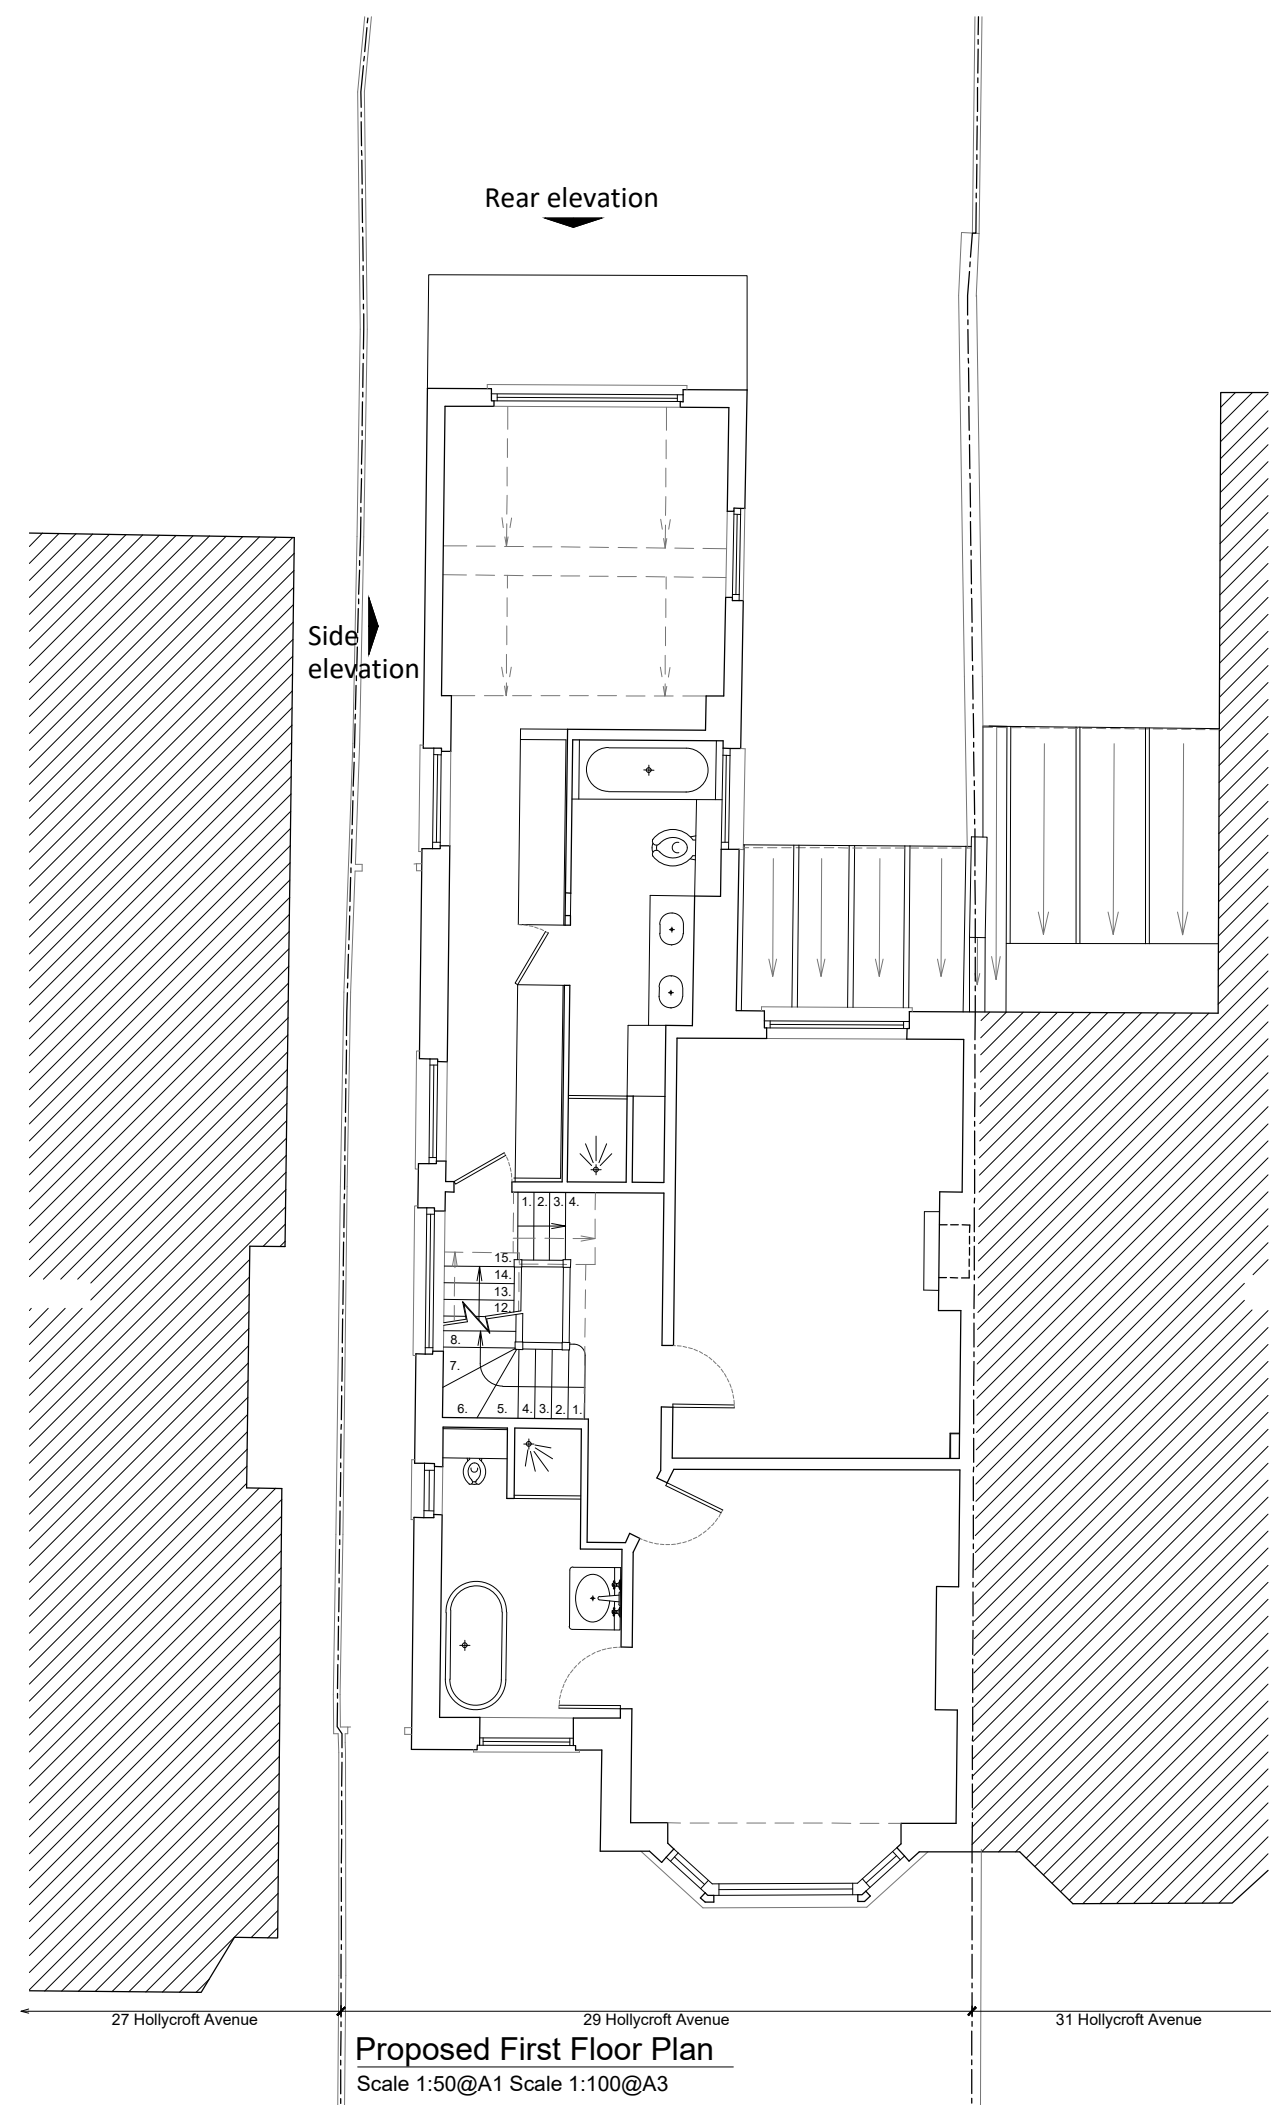 Rear elevation
Side
elevation
1. 2. 3. 4.
15.
14.
13.
12.
8.
7.
6. 5. 4. 3. 2. 1.
27 Hollycroft Avenue
29 Hollycroft Avenue
31 Hollycroft Avenue
Proposed First Floor Plan
Scale 1:50@A1 Scale 1:100@A3